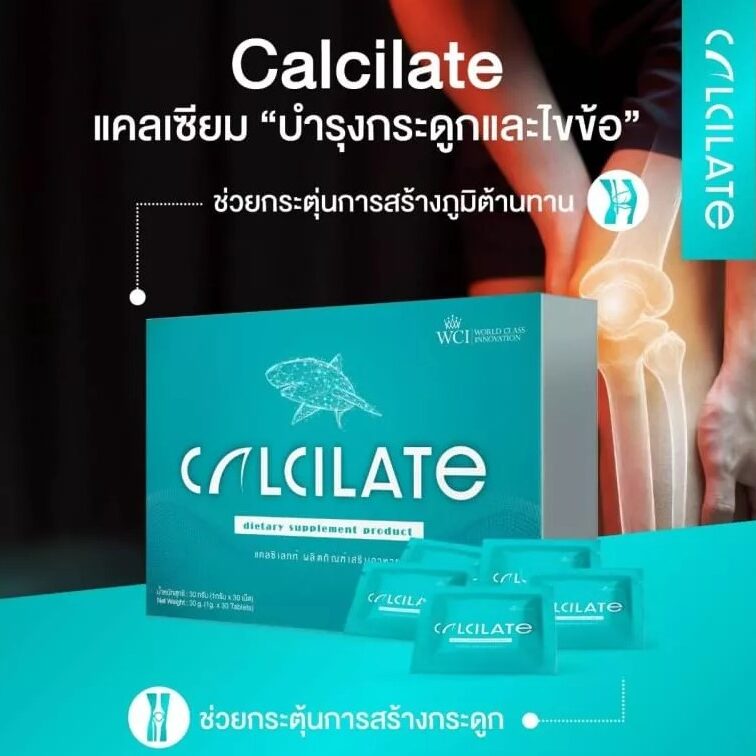 Calcilate
แคลเซียม “บำรุงกระดูกและไขข้อ”
CALCILATE
ช่วยกระตุ่นการสร้างภูมิต้านทาน
WCI WORLD CLASS INNOVATION
CALCILATE
dietary supplement product
แคลซิเลทท์ ผลิตภัณฑ์เสริมอาหาร
น้ำหนักสุทธิ : 30 กรัม (1กรัม x 30 เม็ด)
Net Weight : 30 g. (1g. x 30 Tablets)
CALCILATE
CALCILATE
CALCILATE
ช่วยกระตุ่นการสร้างกระดูก